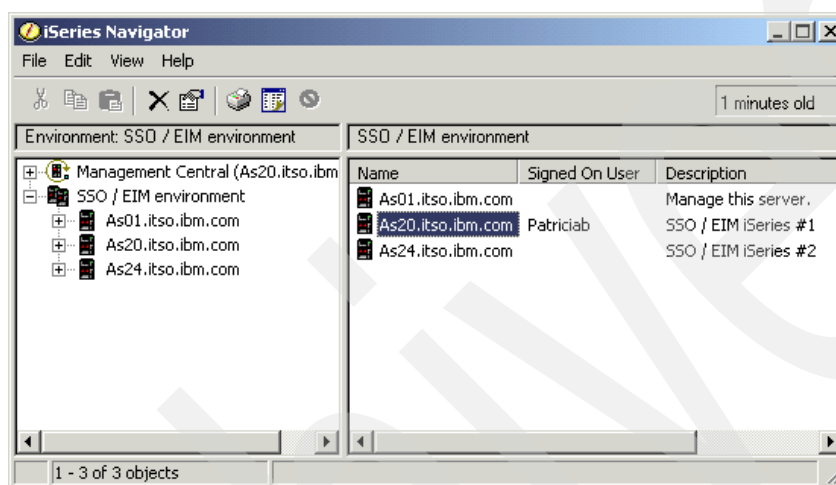 iSeries Navigator
File Edit View Help
1 minutes old
Environment: SSO / EIM environment
SSO / EIM environment
Management Central (As20.itso.ibm
SSO / EIM environment
As01.itso.ibm.com
As20.itso.ibm.com
As24.itso.ibm.com
Name Signed On User Description
As01.itso.ibm.com Manage this server.
As20.itso.ibm.com Patriciab SSO / EIM iSeries #1
As24.itso.ibm.com SSO / EIM iSeries #2
1 - 3 of 3 objects